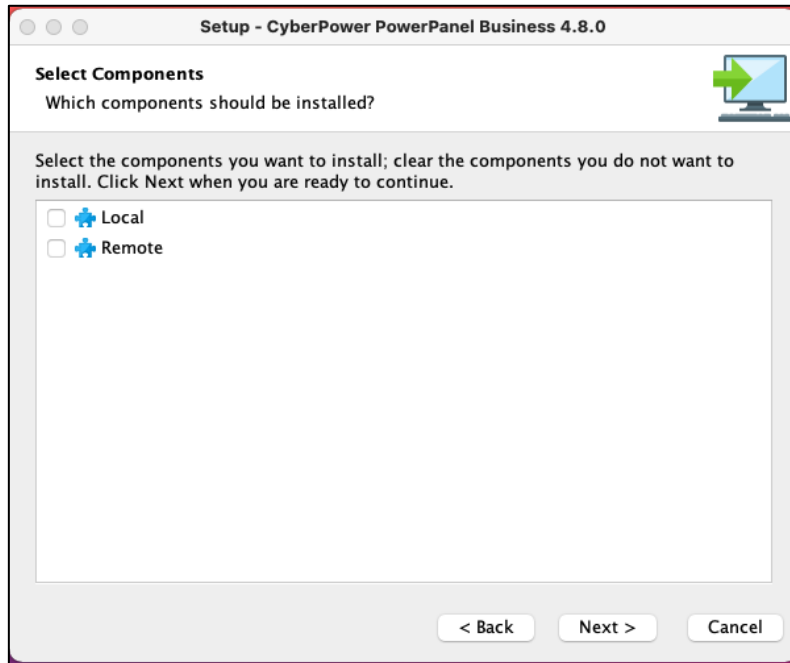 Setup - CyberPower PowerPanel Business 4.8.0
Select Components
Which components should be installed?
Select the components you want to install; clear the components you do not want to
install. Click Next when you are ready to continue.
Local
Remote
< Back Next > Cancel